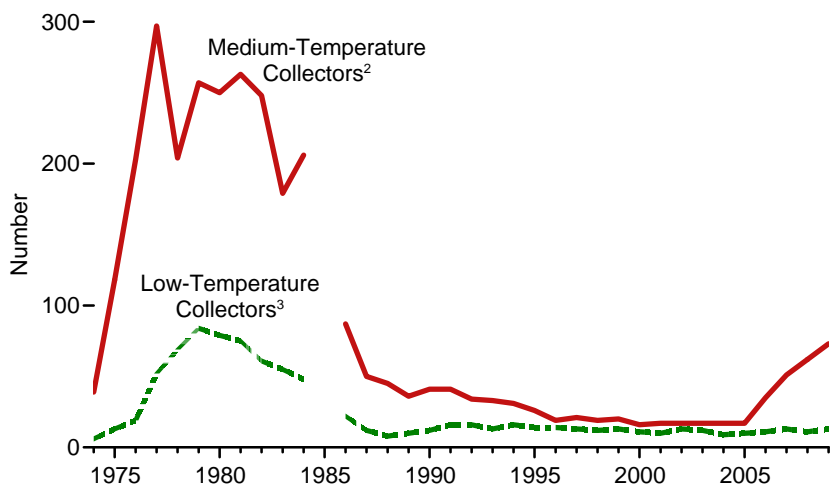 300
Medium-Temperature
Collectors²
200
Number
Low-Temperature
Collectors³
100
0
1975 1980 1985 1990 1995 2000 2005